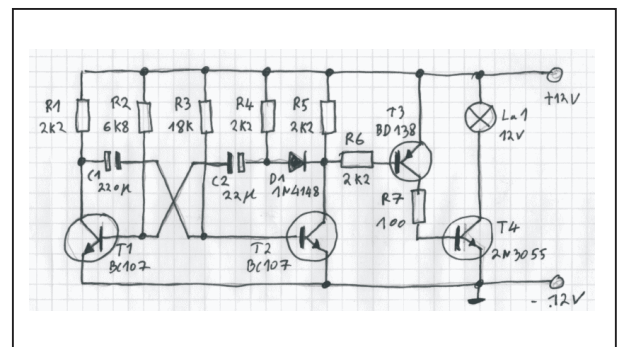 R1
2K2
R2
6K8
R3
18K
R4
2K2
R5
2K2
R6
2K2
T3
BD138
La1
12V
+12V
C1
220µ
C2
22µ
D1
1N4148
R7
100
T1
BC107
T2
BC107
T4
2N3055
- 12V